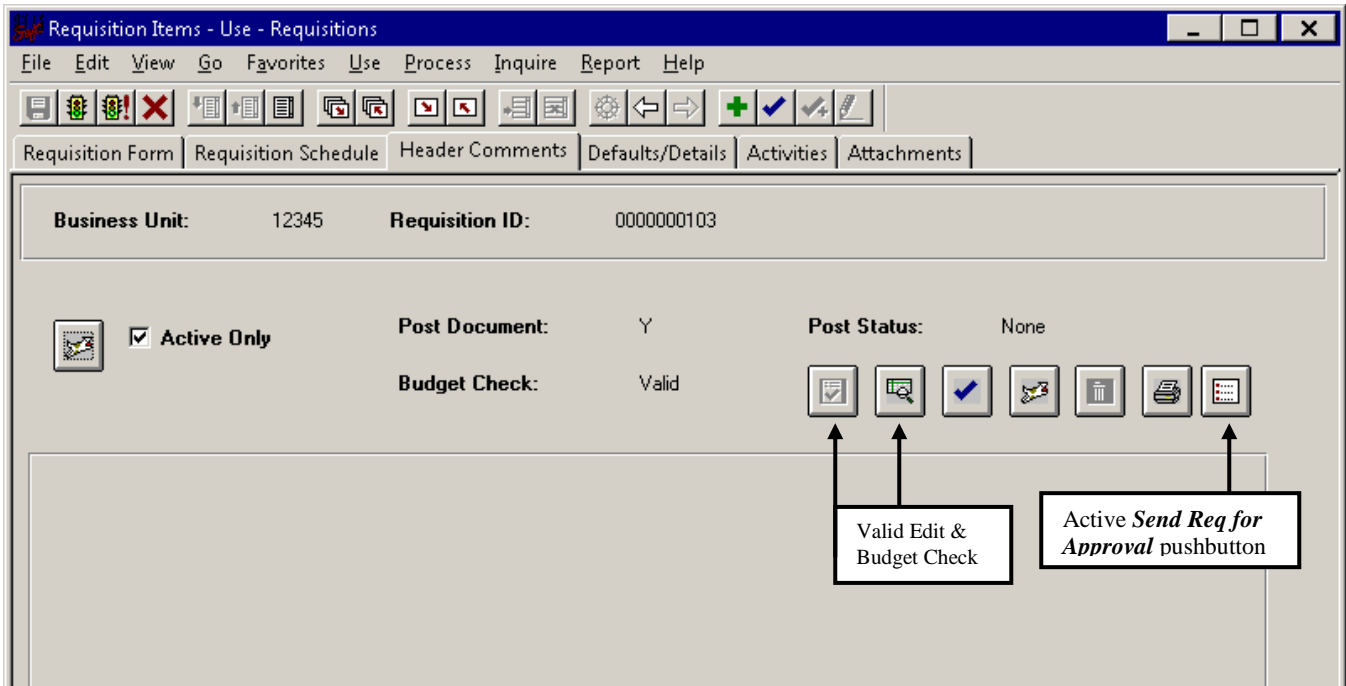 Requisition Items - Use - Requisitions
File Edit View Go Favorites Use Process Inquire Report Help
Requisition Form Requisition Schedule Header Comments Defaults/Details Activities Attachments
Business Unit: 12345 Requisition ID: 0000000103
Active Only Post Document: Y Post Status: None
Budget Check: Valid
Valid Edit &
Budget Check
Active Send Req for
Approval pushbutton